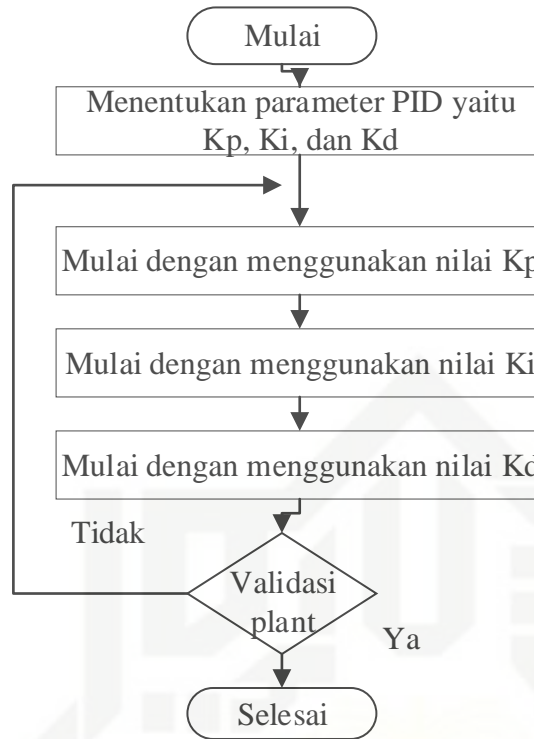 Mulai
Menentukan parameter PID yaitu
Kp, Ki, dan Kd
Mulai dengan menggunakan nilai Kp
Mulai dengan menggunakan nilai Ki
Mulai dengan menggunakan nilai Kd
Tidak
Validasi
plant
Ya
Selesai